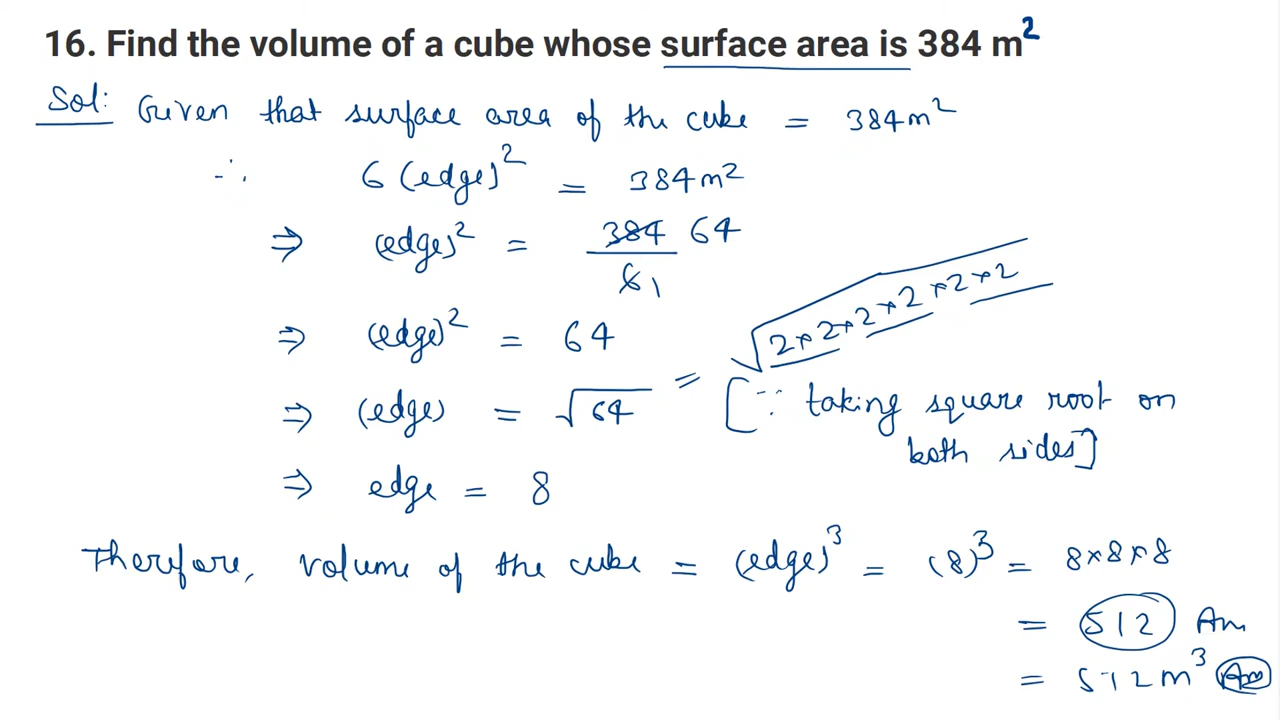 16. Find the volume of a cube whose surface area is 384 m²
Sol: Given that surface area of the cube = 384m²
∴ 6 (edge)² = 384m²
⇒ (edge)² = 384/6 64 1
⇒ (edge)² = 64
⇒ (edge) = √64 = √2×2×2×2×2×2
[∵ taking square root on
both sides]
⇒ edge = 8
Therefore, volume of the cube = (edge)³ = (8)³ = 8×8×8
= 512 Ans
= 512m³ Ans